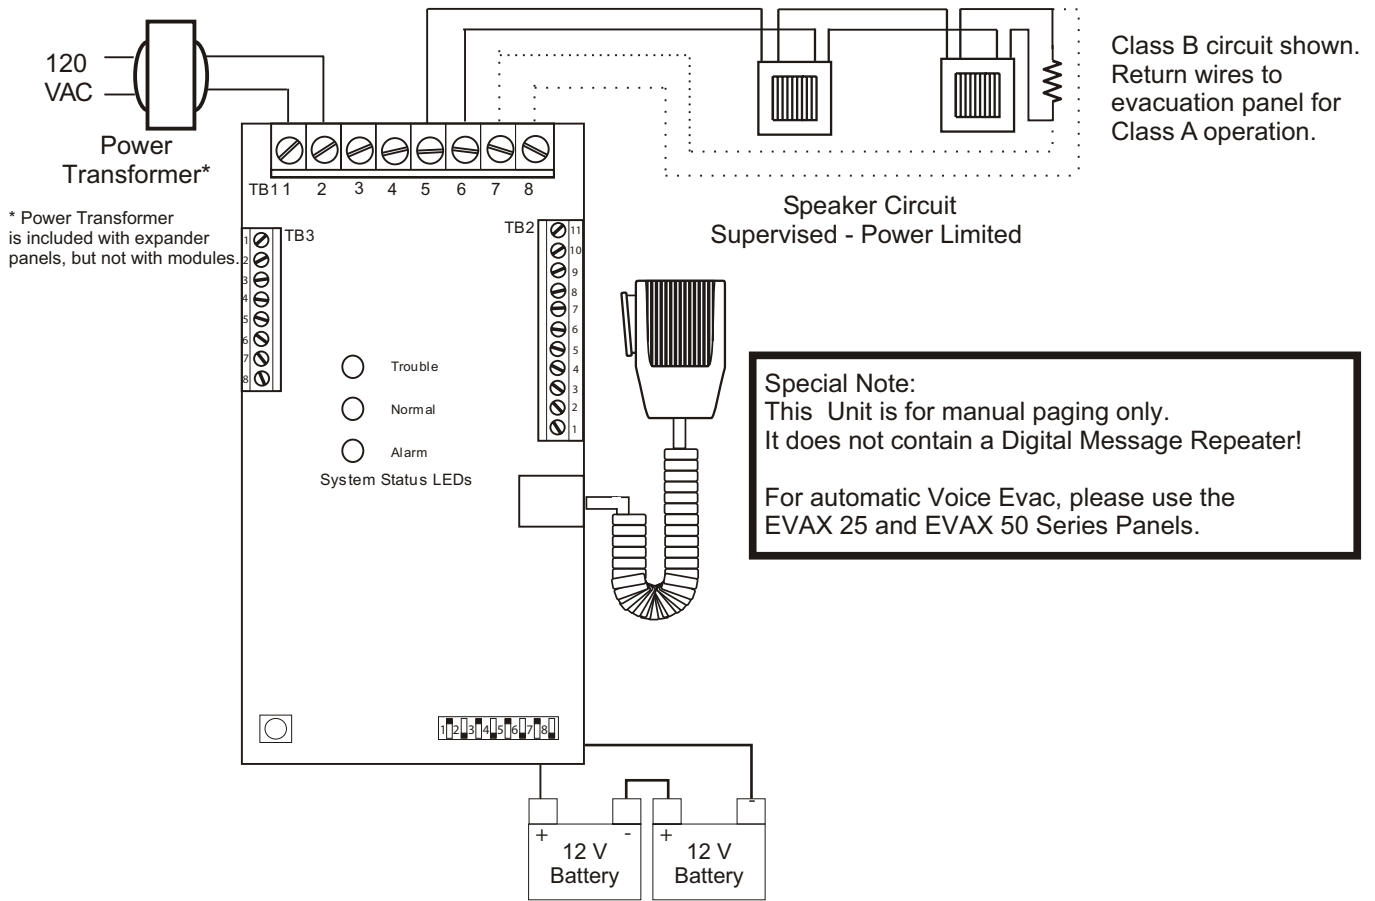 120
VAC
Power
Transformer*
* Power Transformer
is included with expander
panels, but not with modules.
Class B circuit shown.
Return wires to
evacuation panel for
Class A operation.
Speaker Circuit
Supervised - Power Limited
TB1 1 2 3 4 5 6 7 8
TB3
1
2
3
4
5
6
7
8
TB2
11
10
9
8
7
6
5
4
3
2
1
Trouble
Normal
Alarm
System Status LEDs
Special Note:
This Unit is for manual paging only.
It does not contain a Digital Message Repeater!
For automatic Voice Evac, please use the
EVAX 25 and EVAX 50 Series Panels.
1 2 3 4 5 6 7 8
+ -
12 V
Battery
+ -
12 V
Battery